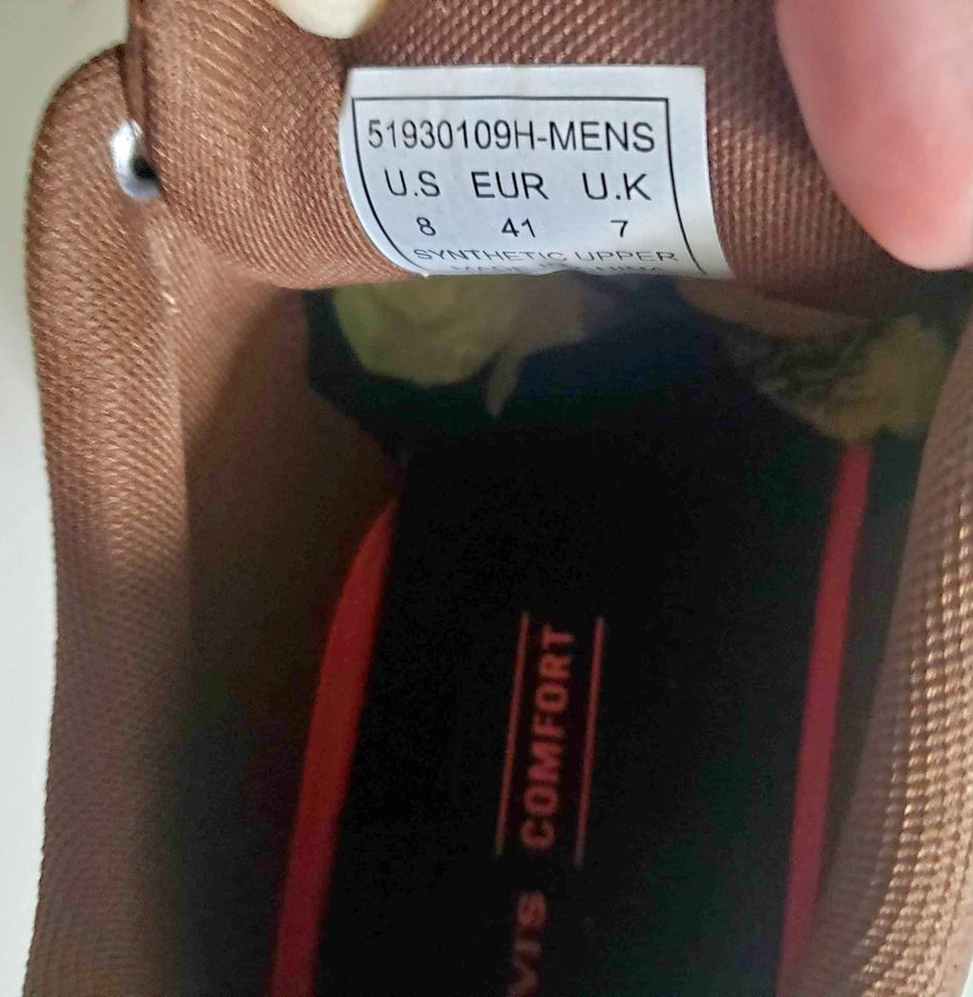 51930109H-MENS
U.S EUR U.K
8 41 7
SYNTHETIC UPPER
COMFORT